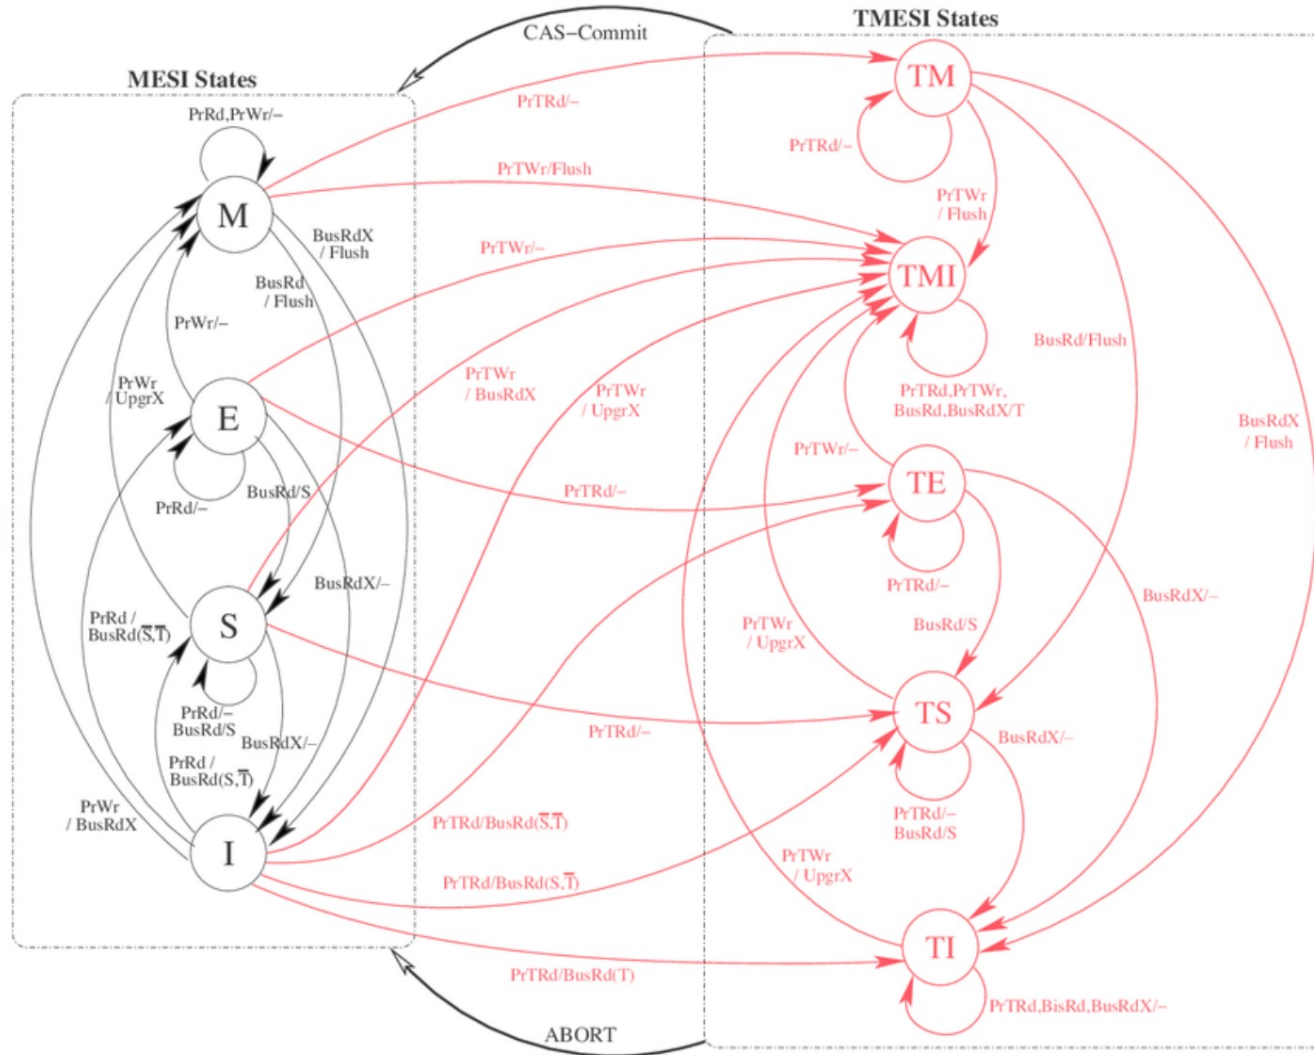 TMESI States
CAS−Commit
MESI States
PrRd,PrWr/−
M
BusRdX
/ Flush
BusRd
/ Flush
PrWr/−
PrWr
/ UpgrX
E
PrRd/−
BusRd/S
BusRdX/−
PrRd /
BusRd(S̅,T̅)
S
PrRd/−
BusRd/S
BusRdX/−
PrRd /
BusRd(S,T̅)
PrWr
/ BusRdX
I
PrTRd/−
PrTWr/Flush
PrTWr/−
PrTWr
/ BusRdX
PrTWr
/ UpgrX
PrTRd/−
PrTRd/−
PrTRd/BusRd(S̅,T̅)
PrTRd/BusRd(S,T̅)
PrTRd/BusRd(T)
TM
PrTRd/−
PrTWr
/ Flush
TMI
BusRd/Flush
PrTRd,PrTWr,
BusRd,BusRdX/T
BusRdX
/ Flush
PrTWr/−
TE
PrTRd/−
BusRdX/−
BusRd/S
PrTWr
/ UpgrX
TS
BusRdX/−
PrTRd/−
BusRd/S
PrTWr
/ UpgrX
TI
PrTRd,BisRd,BusRdX/−
ABORT